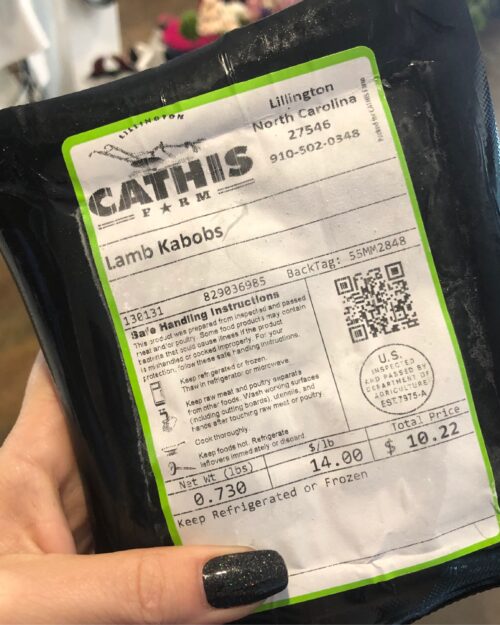 LILLINGTON
CATHIS
F★RM
Lillington
North Carolina
27546
910-502-0348
Lamb Kabobs
130131 829036985 BackTag: 55MM2848
Safe Handling Instructions
This product was prepared from inspected and passed
meat and/or poultry. Some food products may contain
bacteria that could cause illness if the product
is mishandled or cooked improperly. For your
protection, follow these safe handling instructions.
Keep refrigerated or frozen.
Thaw in refrigerator or microwave.
Keep raw meat and poultry separate
from other foods. Wash working surfaces
(including cutting boards), utensils, and
hands after touching raw meat or poultry
Cook thoroughly.
Keep foods hot. Refrigerate
leftovers immediately or discard
U.S.
INSPECTED
AND PASSED BY
DEPARTMENT OF
AGRICULTURE
EST.7975-A
Net Wt (lbs) $/lb Total Price
0.730 14.00 $ 10.22
Keep Refrigerated or Frozen